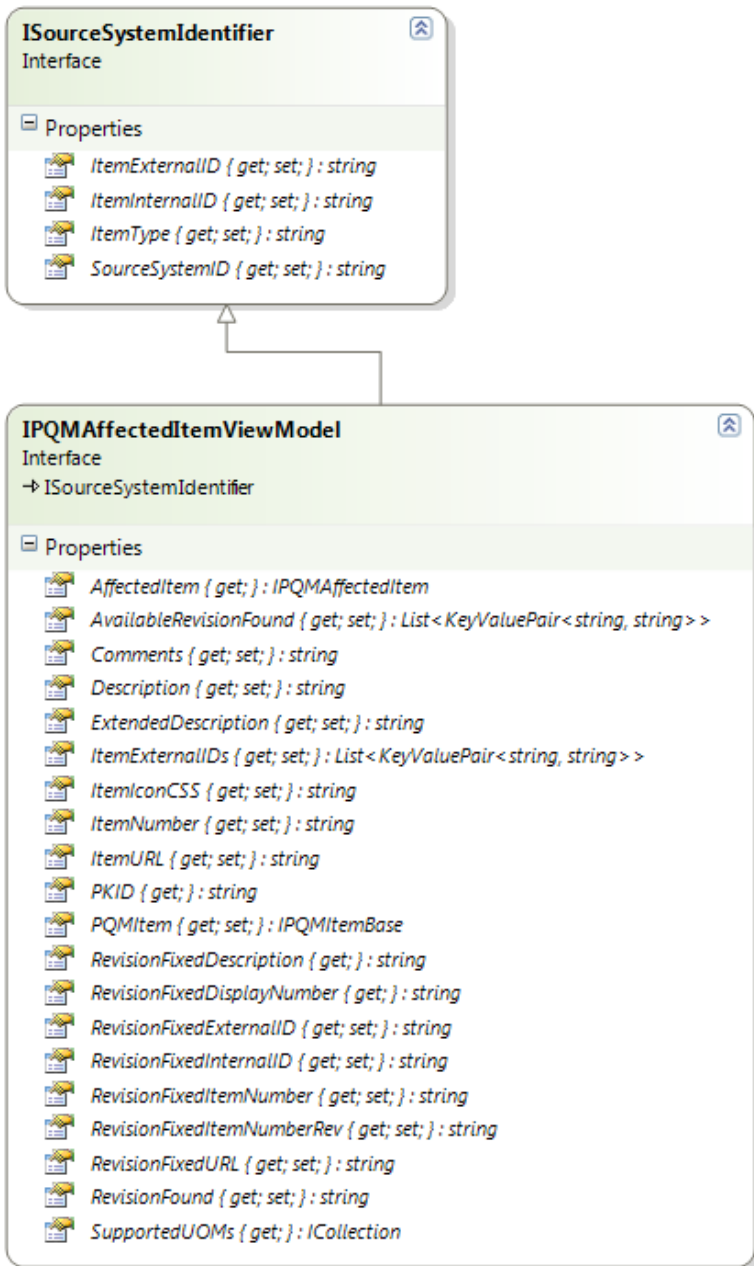 ISourceSystemIdentifier
Interface
Properties
ItemExternalID { get; set; } : string
ItemInternalID { get; set; } : string
ItemType { get; set; } : string
SourceSystemID { get; set; } : string
IPQMAffectedItemViewModel
Interface
ISourceSystemIdentifier
Properties
AffectedItem { get; } : IPQMAffectedItem
AvailableRevisionFound { get; set; } : List<KeyValuePair<string, string>>
Comments { get; set; } : string
Description { get; set; } : string
ExtendedDescription { get; set; } : string
ItemExternalIDs { get; set; } : List<KeyValuePair<string, string>>
ItemIconCSS { get; set; } : string
ItemNumber { get; set; } : string
ItemURL { get; set; } : string
PKID { get; } : string
PQMItem { get; set; } : IPQMItemBase
RevisionFixedDescription { get; } : string
RevisionFixedDisplayNumber { get; } : string
RevisionFixedExternalID { get; set; } : string
RevisionFixedInternalID { get; set; } : string
RevisionFixedItemNumber { get; set; } : string
RevisionFixedItemNumberRev { get; set; } : string
RevisionFixedURL { get; set; } : string
RevisionFound { get; set; } : string
SupportedUOMs { get; } : ICollection